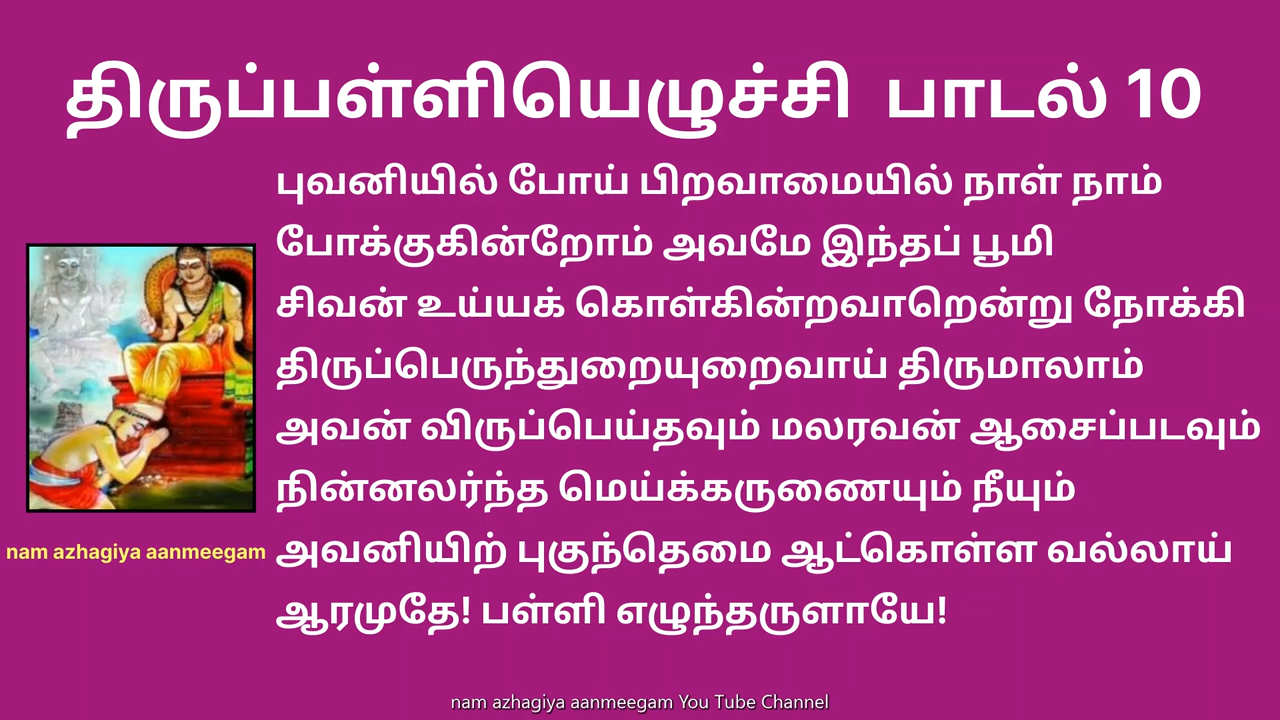 திருப்பள்ளியெழுச்சி பாடல் 10
புவனியில் போய் பிறவாமையில் நாள் நாம்
போக்குகின்றோம் அவமே இந்தப் பூமி
சிவன் உய்யக் கொள்கின்றவாறென்று நோக்கி
திருப்பெருந்துறையுறைவாய் திருமாலாம்
அவன் விருப்பெய்தவும் மலரவன் ஆசைப்படவும்
நின்னலர்ந்த மெய்க்கருணையும் நீயும்
nam azhagiya aanmeegam
அவனியிற் புகுந்தெமை ஆட்கொள்ள வல்லாய்
ஆரமுதே! பள்ளி எழுந்தருளாயே!
nam azhagiya aanmeegam You Tube Channel